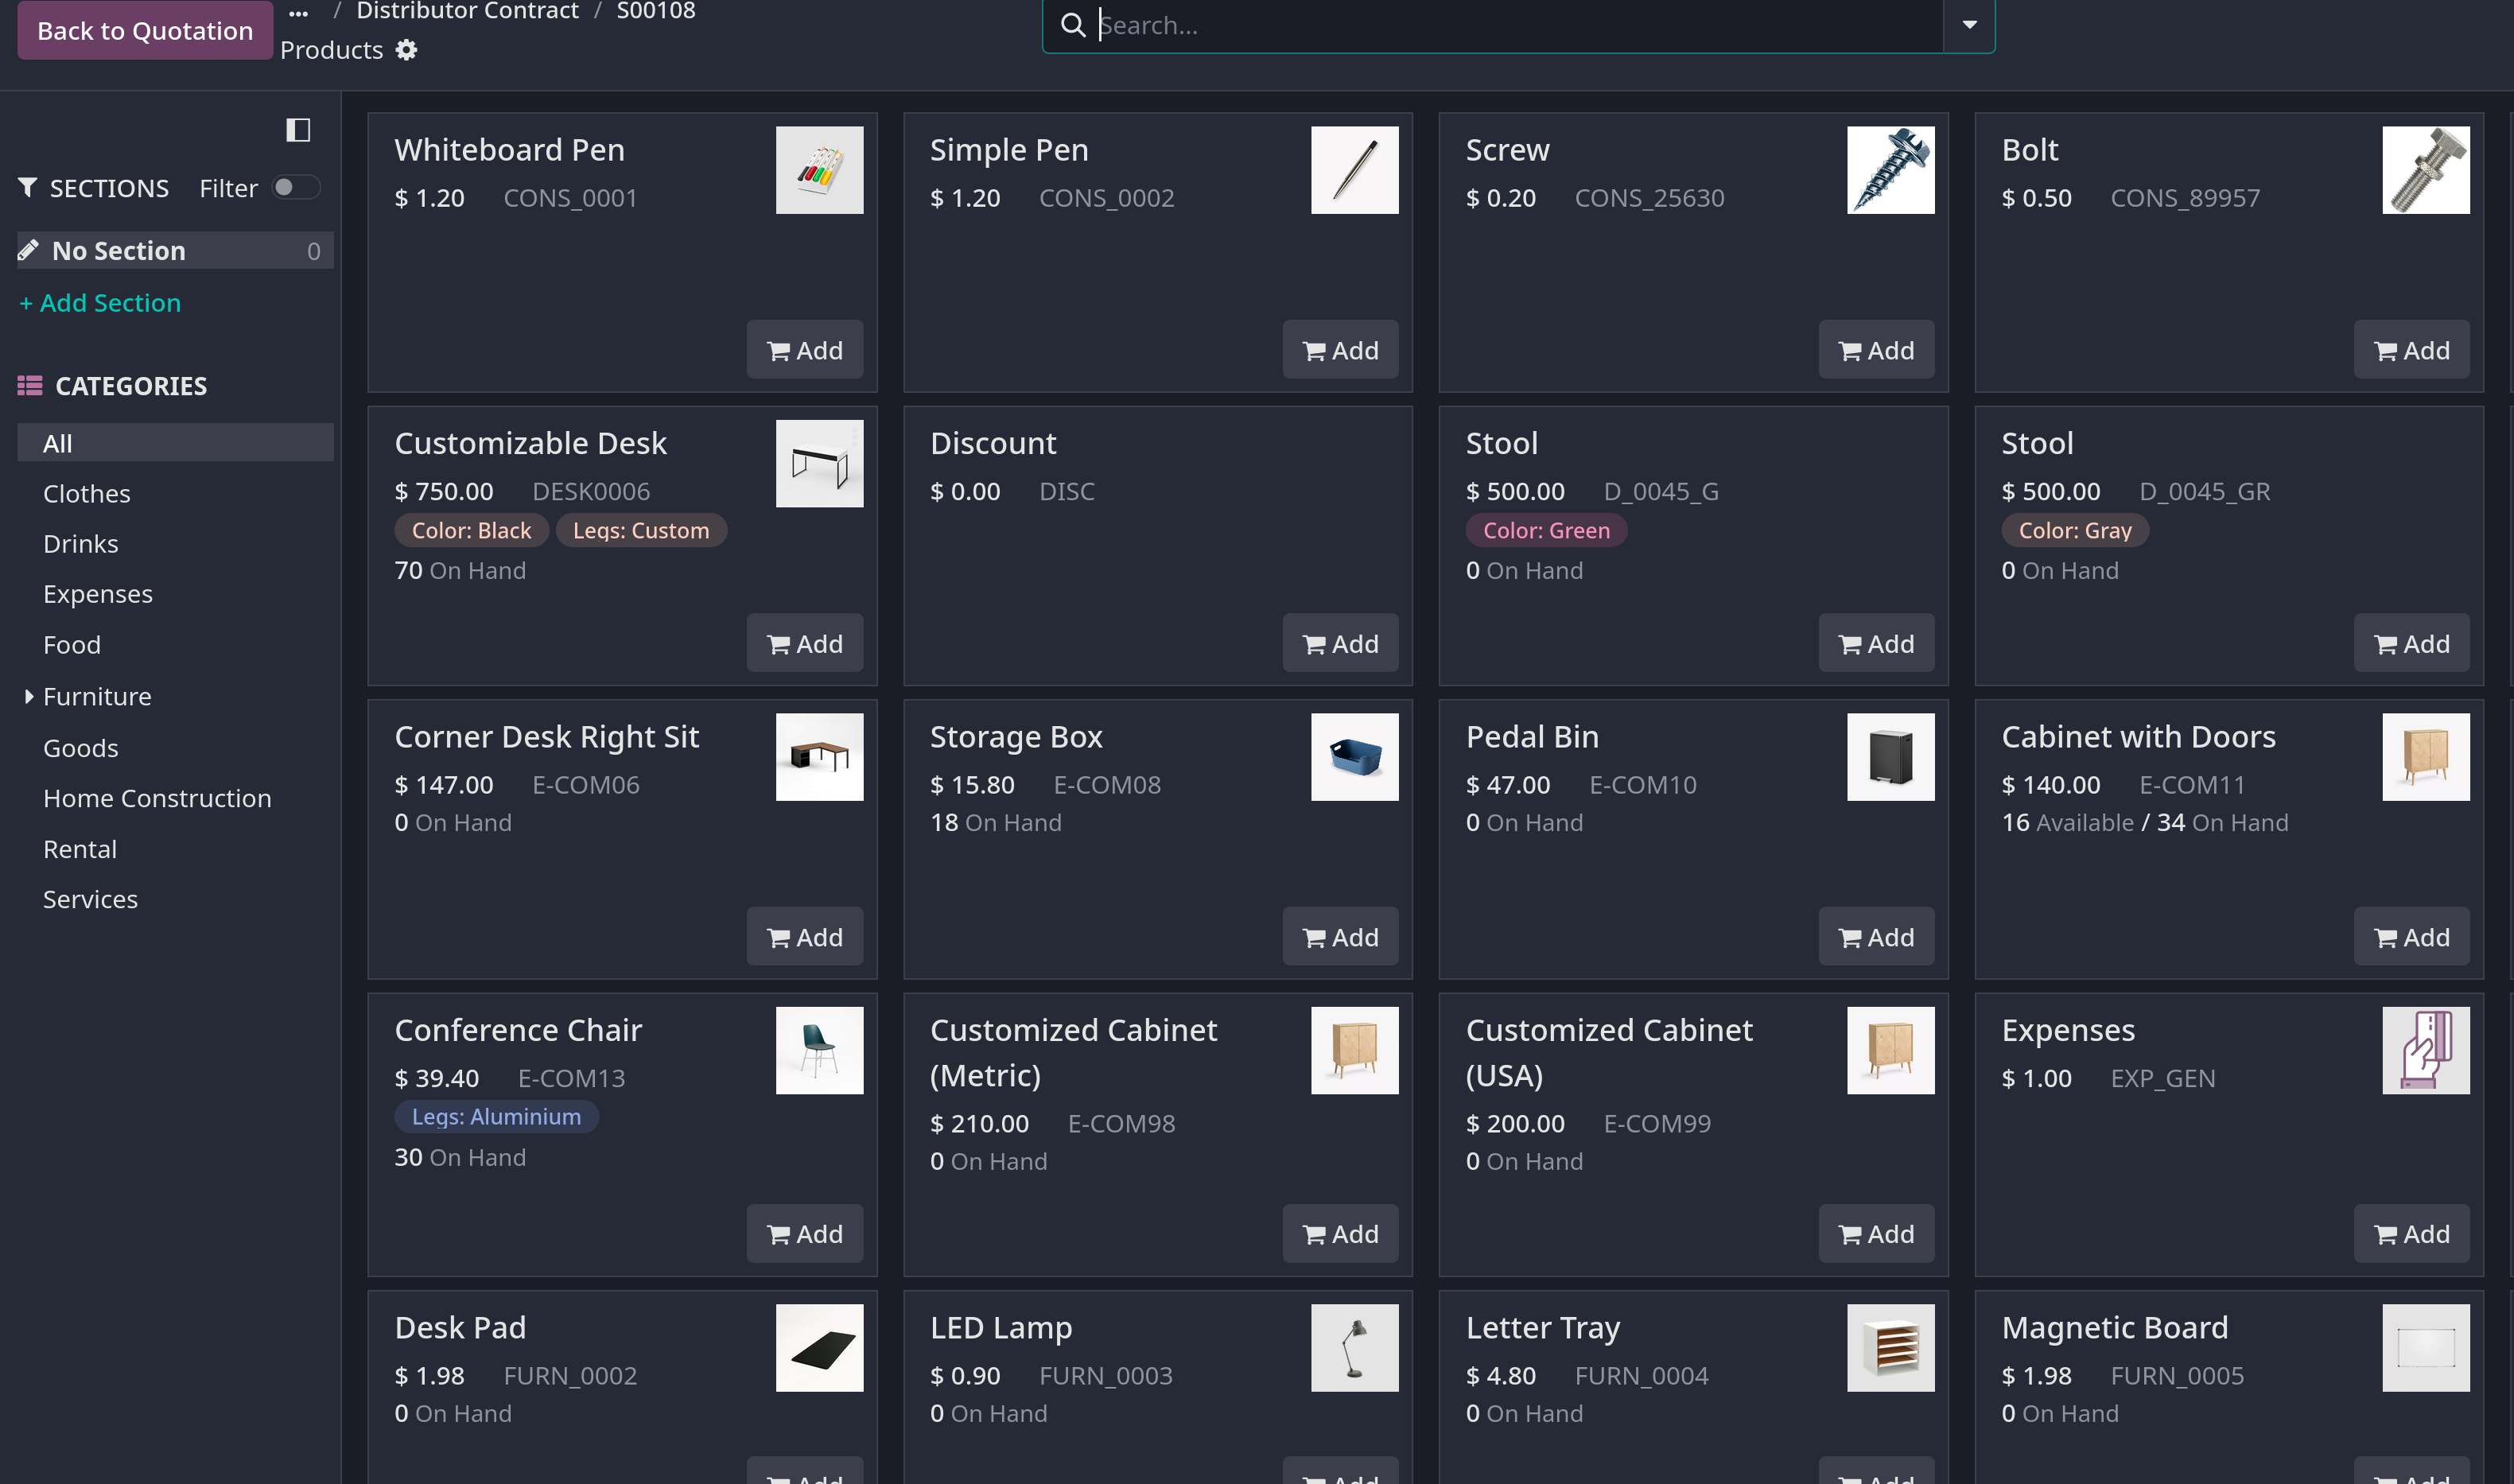 Back to Quotation
... / Distributor Contract / S00108
Products
Search...
SECTIONS Filter
No Section 0
+ Add Section
CATEGORIES
All
Clothes
Drinks
Expenses
Food
Furniture
Goods
Home Construction
Rental
Services
Whiteboard Pen
$ 1.20 CONS_0001
Add
Simple Pen
$ 1.20 CONS_0002
Add
Screw
$ 0.20 CONS_25630
Add
Bolt
$ 0.50 CONS_89957
Add
Customizable Desk
$ 750.00 DESK0006
Color: Black Legs: Custom
70 On Hand
Add
Discount
$ 0.00 DISC
Add
Stool
$ 500.00 D_0045_G
Color: Green
0 On Hand
Add
Stool
$ 500.00 D_0045_GR
Color: Gray
0 On Hand
Add
Corner Desk Right Sit
$ 147.00 E-COM06
0 On Hand
Add
Storage Box
$ 15.80 E-COM08
18 On Hand
Add
Pedal Bin
$ 47.00 E-COM10
0 On Hand
Add
Cabinet with Doors
$ 140.00 E-COM11
16 Available / 34 On Hand
Add
Conference Chair
$ 39.40 E-COM13
Legs: Aluminium
30 On Hand
Add
Customized Cabinet
(Metric)
$ 210.00 E-COM98
0 On Hand
Add
Customized Cabinet
(USA)
$ 200.00 E-COM99
0 On Hand
Add
Expenses
$ 1.00 EXP_GEN
Add
Desk Pad
$ 1.98 FURN_0002
0 On Hand
Add
LED Lamp
$ 0.90 FURN_0003
0 On Hand
Add
Letter Tray
$ 4.80 FURN_0004
0 On Hand
Add
Magnetic Board
$ 1.98 FURN_0005
0 On Hand
Add